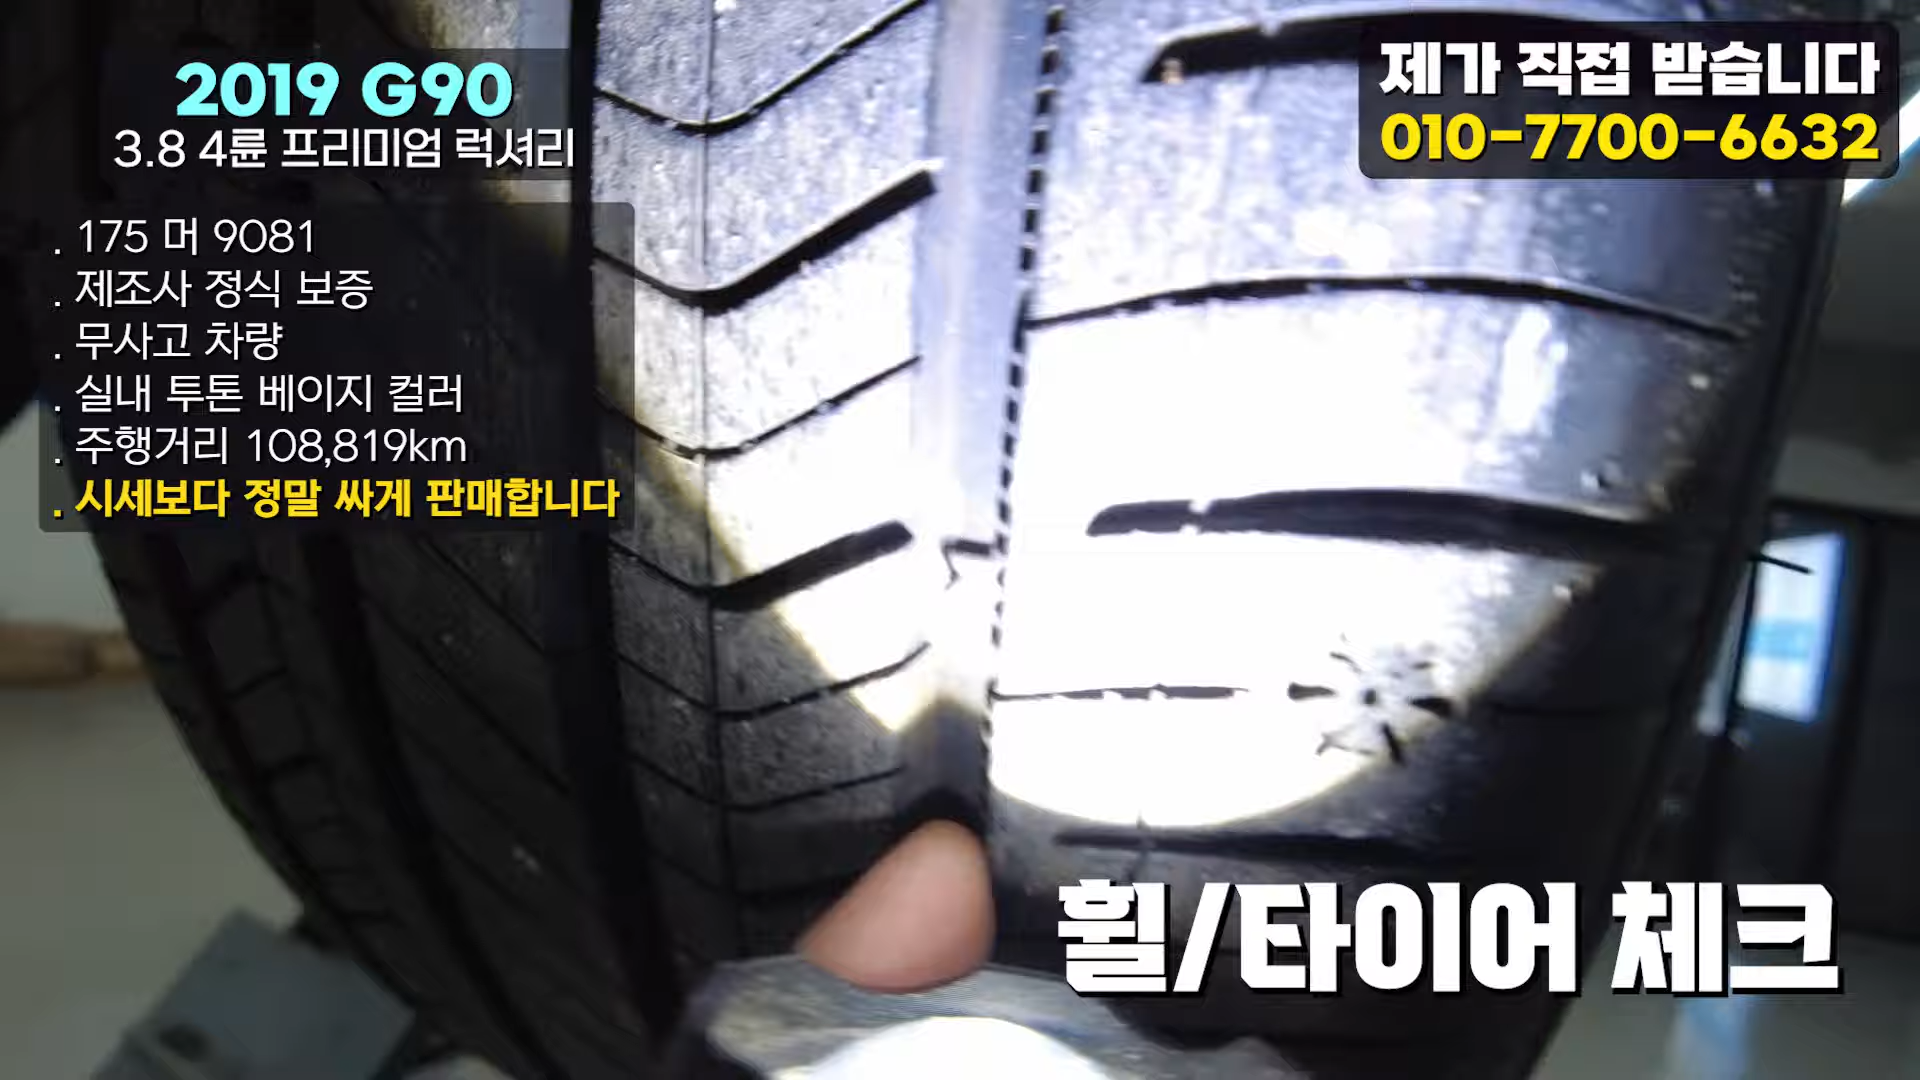 2019 G90
3.8 4륜 프리미엄 럭셔리
. 175 머 9081
. 제조사 정식 보증
. 무사고 차량
. 실내 투톤 베이지 컬러
. 주행거리 108,819km
. 시세보다 정말 싸게 판매합니다
제가 직접 받습니다
010-7700-6632
휠/타이어 체크